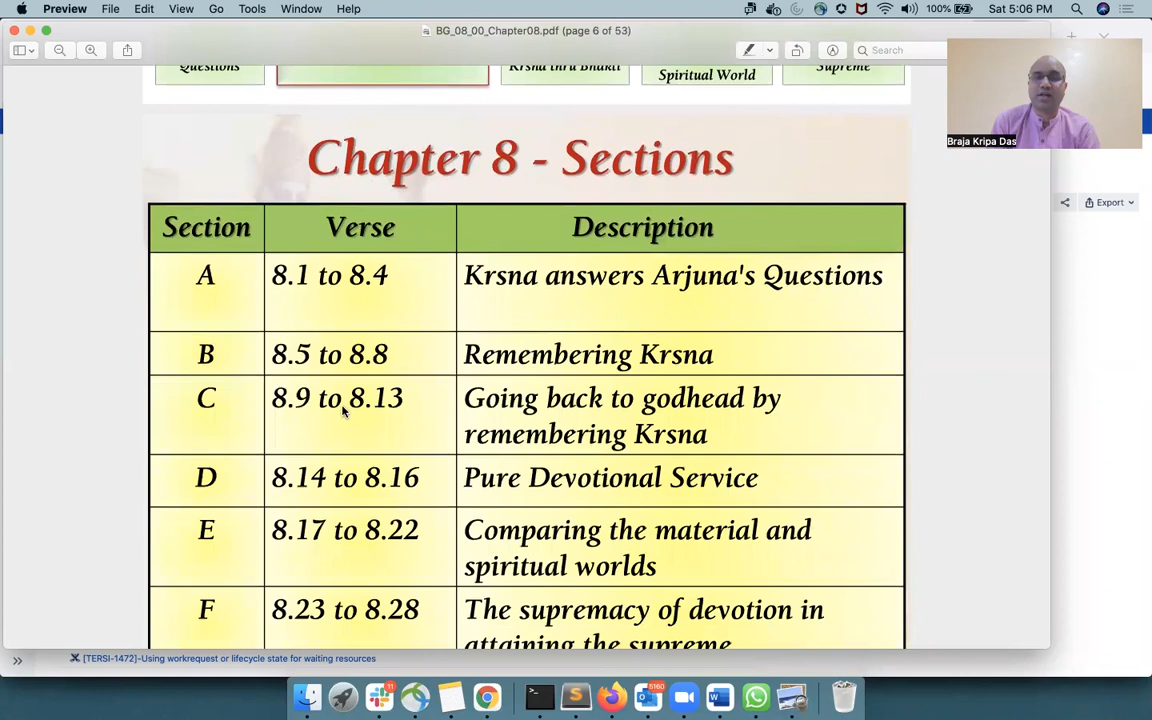 Preview File Edit View Go Tools Window Help 100% Sat 5:06 PM
BG_08_00_Chapter08.pdf (page 6 of 53)
Search
Questions Krsna thru Bhakti Spiritual World Supreme
Braja Kripa Das
Chapter 8 - Sections
Export
Section Verse Description
A 8.1 to 8.4 Krsna answers Arjuna's Questions
B 8.5 to 8.8 Remembering Krsna
C 8.9 to 8.13 Going back to godhead by
remembering Krsna
D 8.14 to 8.16 Pure Devotional Service
E 8.17 to 8.22 Comparing the material and
spiritual worlds
F 8.23 to 8.28 The supremacy of devotion in
attaining the supreme
[TERSI-1472]-Using workrequest or lifecycle state for waiting resources
11
5160